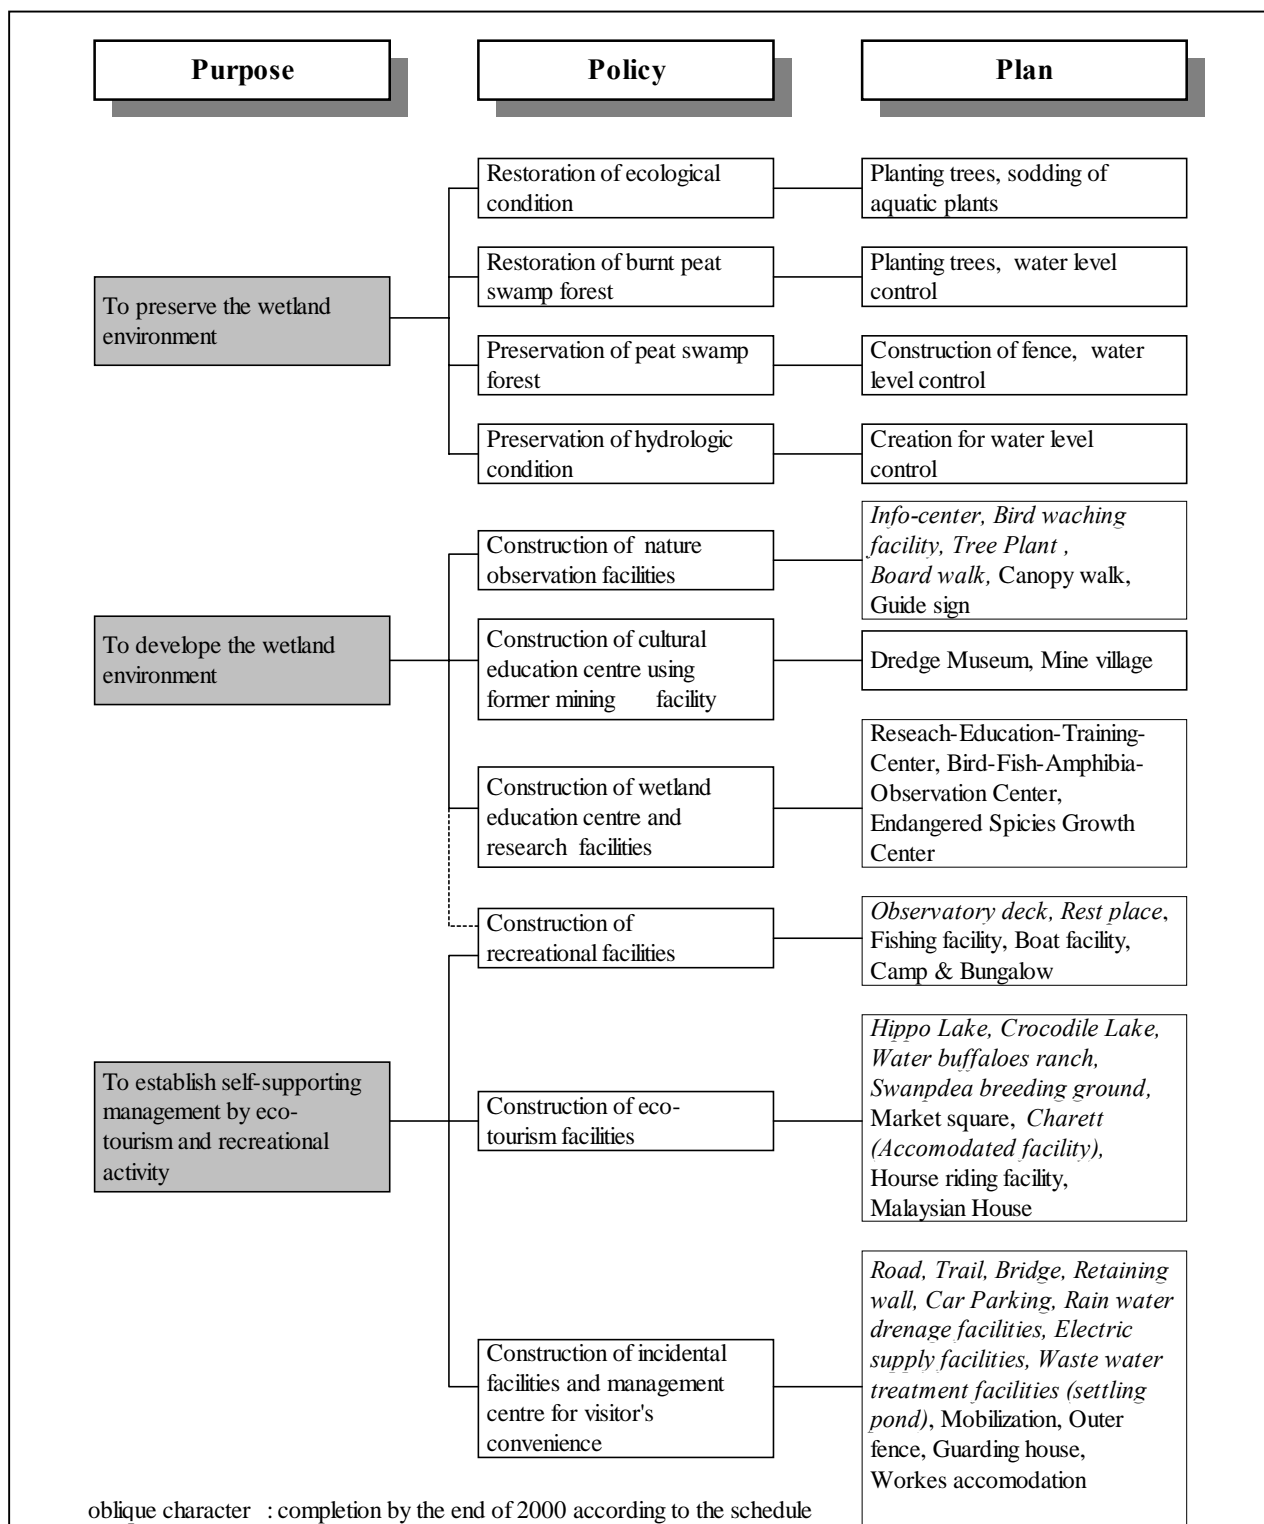 Purpose
Policy
Plan
Restoration of ecological
condition
Planting trees, sodding of
aquatic plants
Restoration of burnt peat
swamp forest
Planting trees, water level
control
To preserve the wetland
environment
Preservation of peat swamp
forest
Construction of fence, water
level control
Preservation of hydrologic
condition
Creation for water level
control
Construction of nature
observation facilities
Info-center, Bird waching
facility, Tree Plant ,
Board walk, Canopy walk,
Guide sign
To develope the wetland
environment
Construction of cultural
education centre using
former mining facility
Dredge Museum, Mine village
Construction of wetland
education centre and
research facilities
Reseach-Education-Training-
Center, Bird-Fish-Amphibia-
Observation Center,
Endangered Spicies Growth
Center
Construction of
recreational facilities
Observatory deck, Rest place,
Fishing facility, Boat facility,
Camp & Bungalow
To establish self-supporting
management by eco-
tourism and recreational
activity
Construction of eco-
tourism facilities
Hippo Lake, Crocodile Lake,
Water buffaloes ranch,
Swanpdea breeding ground,
Market square, Charett
(Accomodated facility),
Hourse riding facility,
Malaysian House
Construction of incidental
facilities and management
centre for visitor's
convenience
Road, Trail, Bridge, Retaining
wall, Car Parking, Rain water
drenage facilities, Electric
supply facilities, Waste water
treatment facilities (settling
pond), Mobilization, Outer
fence, Guarding house,
Workes accomodation
oblique character : completion by the end of 2000 according to the schedule